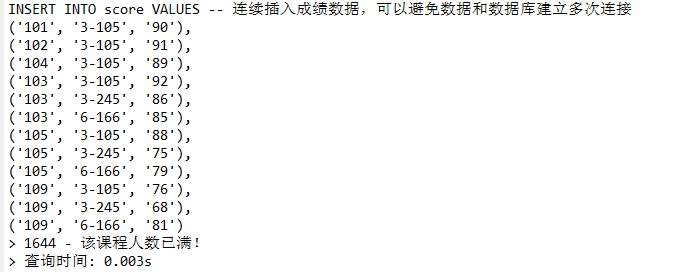 INSERT INTO score VALUES -- 连续插入成绩数据，可以避免数据和数据库建立多次连接
('101', '3-105', '90'),
('102', '3-105', '91'),
('104', '3-105', '89'),
('103', '3-105', '92'),
('103', '3-245', '86'),
('103', '6-166', '85'),
('105', '3-105', '88'),
('105', '3-245', '75'),
('105', '6-166', '79'),
('109', '3-105', '76'),
('109', '3-245', '68'),
('109', '6-166', '81')
> 1644 - 该课程人数已满！
> 查询时间: 0.003s